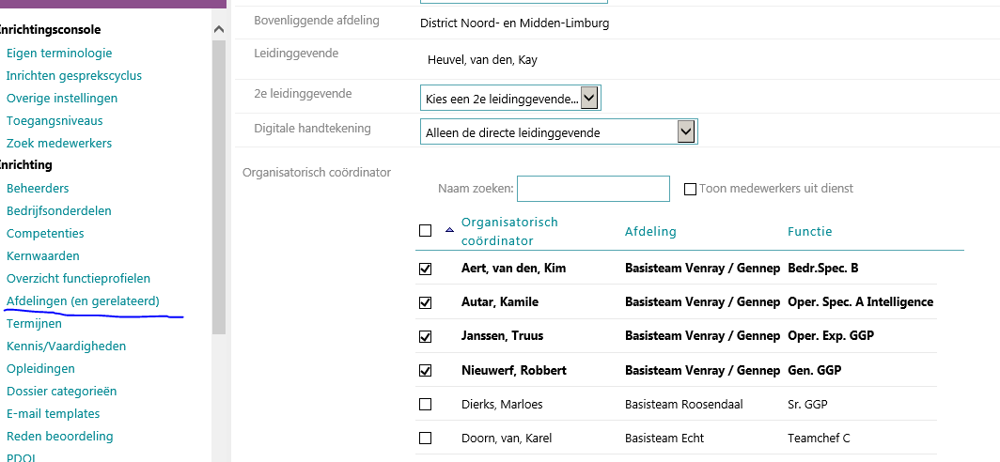 Inrichtingsconsole
Eigen terminologie
Inrichten gesprekscyclus
Overige instellingen
Toegangsniveaus
Zoek medewerkers
Inrichting
Beheerders
Bedrijfsonderdelen
Competenties
Kernwaarden
Overzicht functieprofielen
Afdelingen (en gerelateerd)
Termijnen
Kennis/Vaardigheden
Opleidingen
Dossier categorieën
E-mail templates
Reden beoordeling
PDOL
Bovenliggende afdeling District Noord- en Midden-Limburg
Leidinggevende Heuvel, van den, Kay
2e leidinggevende Kies een 2e leidinggevende...
Digitale handtekening Alleen de directe leidinggevende
Organisatorisch coördinator
Naam zoeken: Toon medewerkers uit dienst
Organisatorisch coördinator Afdeling Functie
Aert, van den, Kim Basisteam Venray / Gennep Bedr.Spec. B
Autar, Kamile Basisteam Venray / Gennep Oper. Spec. A Intelligence
Janssen, Truus Basisteam Venray / Gennep Oper. Exp. GGP
Nieuwerf, Robbert Basisteam Venray / Gennep Gen. GGP
Dierks, Marloes Basisteam Roosendaal Sr. GGP
Doorn, van, Karel Basisteam Echt Teamchef C